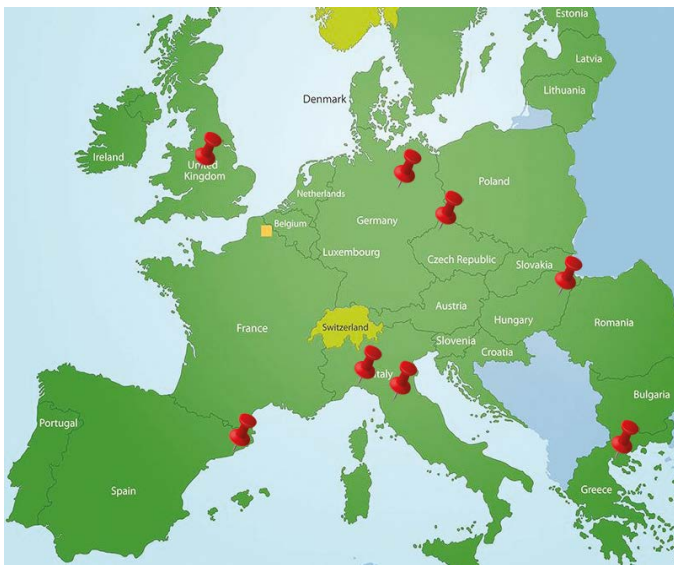 Estonia
Latvia
Lithuania
Denmark
Ireland
United
Kingdom
Netherlands
Poland
Germany
Belgium
Luxembourg
Czech Republic
Slovakia
Austria
Hungary
Romania
France
Switzerland
Slovenia
Croatia
Italy
Bulgaria
Portugal
Spain
Greece